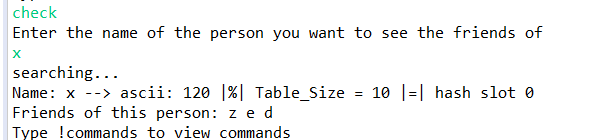 check
Enter the name of the person you want to see the friends of
x
searching...
Name: x --> ascii: 120 |%| Table_Size = 10 |=| hash slot 0
Friends of this person: z e d
Type !commands to view commands